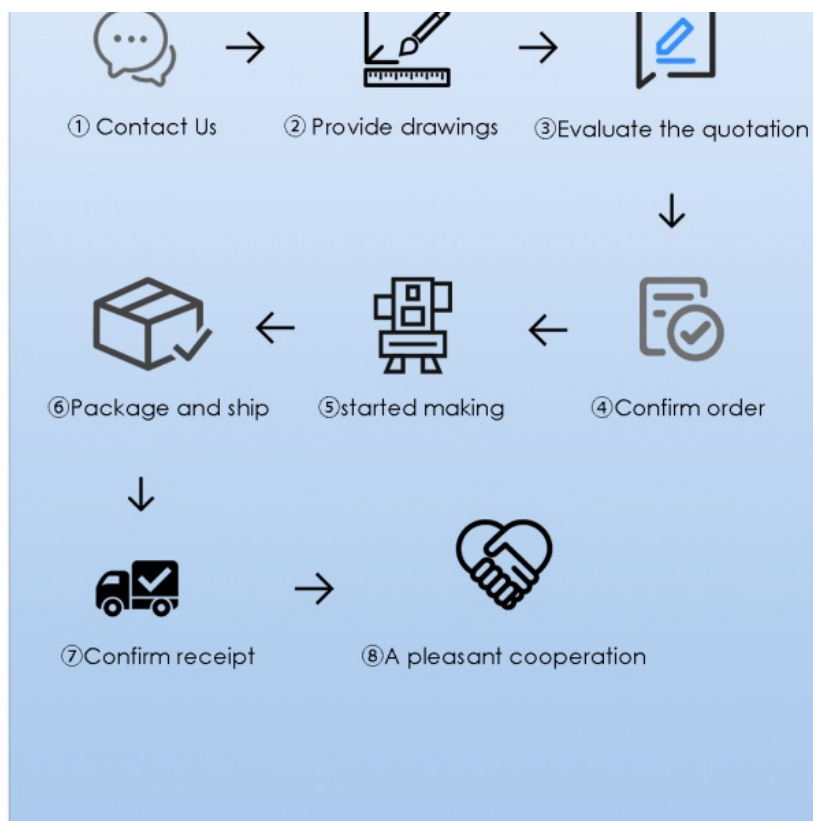 ① Contact Us
② Provide drawings
③Evaluate the quotation
⑥Package and ship
⑤started making
④Confirm order
⑦Confirm receipt
⑧A pleasant cooperation